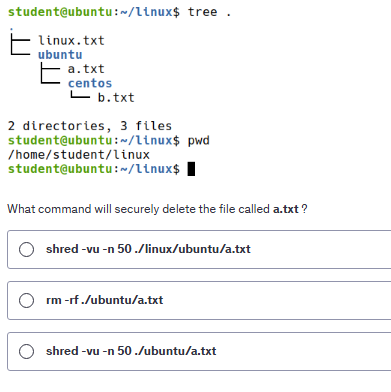 student@ubuntu:~/linux$ tree .
.
├── linux.txt
└── ubuntu
    ├── a.txt
    └── centos
        └── b.txt
2 directories, 3 files
student@ubuntu:~/linux$ pwd
/home/student/linux
student@ubuntu:~/linux$
What command will securely delete the file called a.txt ?
shred -vu -n 50 ./linux/ubuntu/a.txt
rm -rf ./ubuntu/a.txt
shred -vu -n 50 ./ubuntu/a.txt